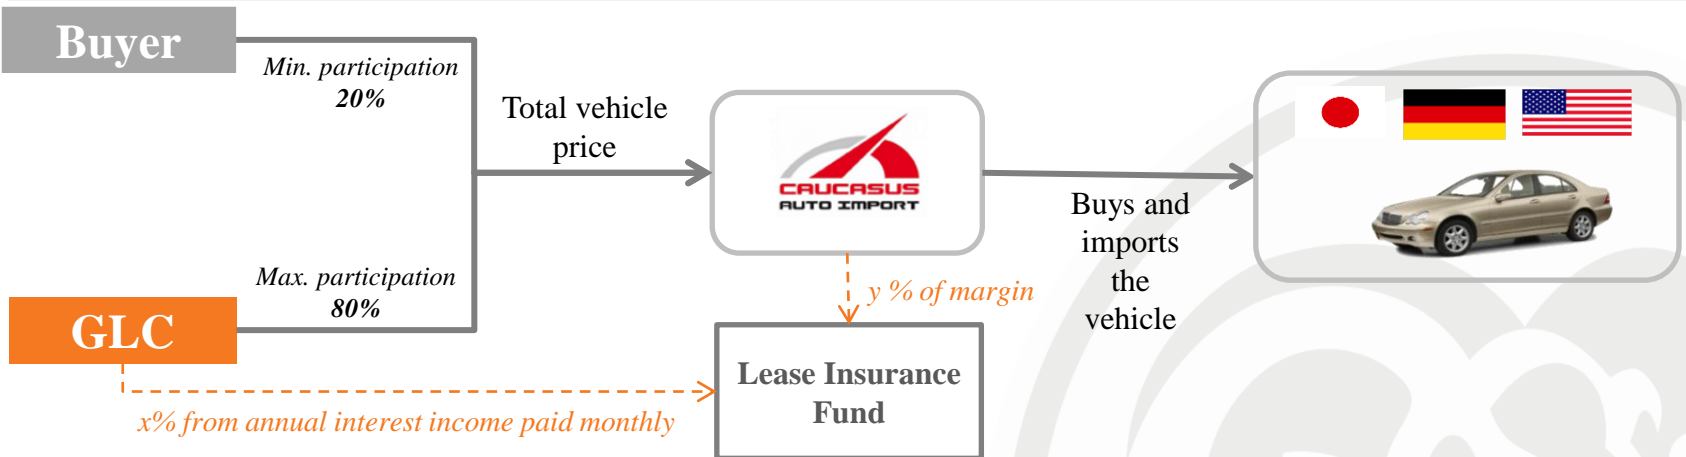 Buyer
Min. participation
20%
Total vehicle
price
CAUCASUS
AUTO IMPORT
Buys and
imports
the
vehicle
Max. participation
80%
GLC
y % of margin
x% from annual interest income paid monthly
Lease Insurance
Fund